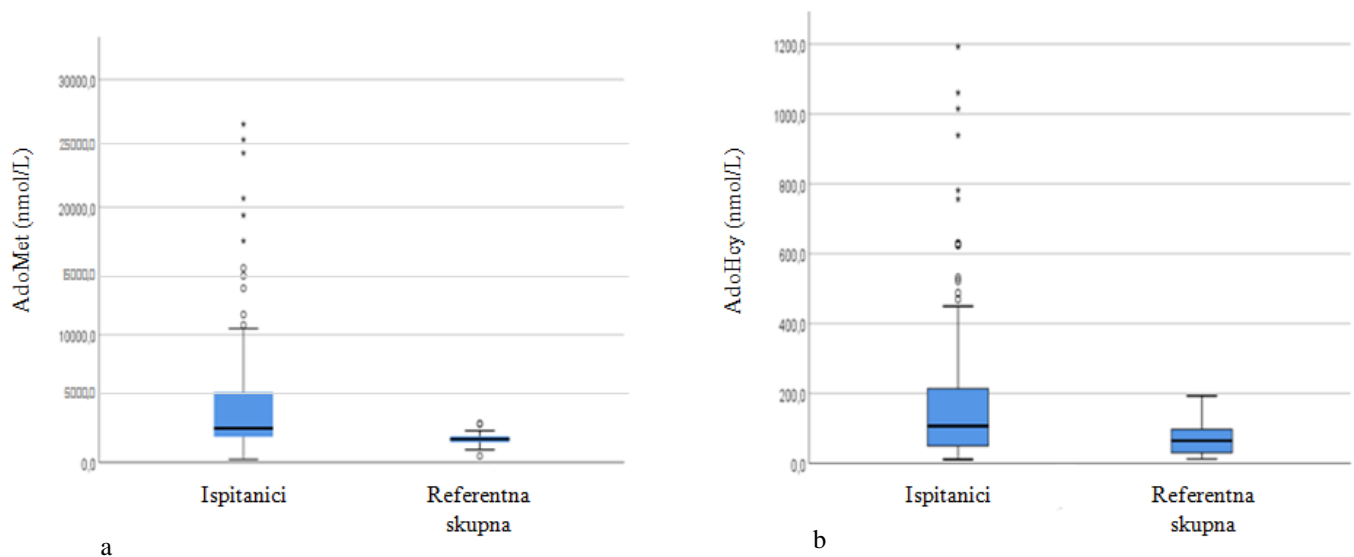 AdoMet (nmol/L)
30000,0
25000,0
20000,0
15000,0
10000,0
5000,0
0,0
Ispitanici
Referentna
skupna
a
AdoHcy (nmol/L)
1200,0
1000,0
800,0
600,0
400,0
200,0
0,0
Ispitanici
Referentna
skupna
b